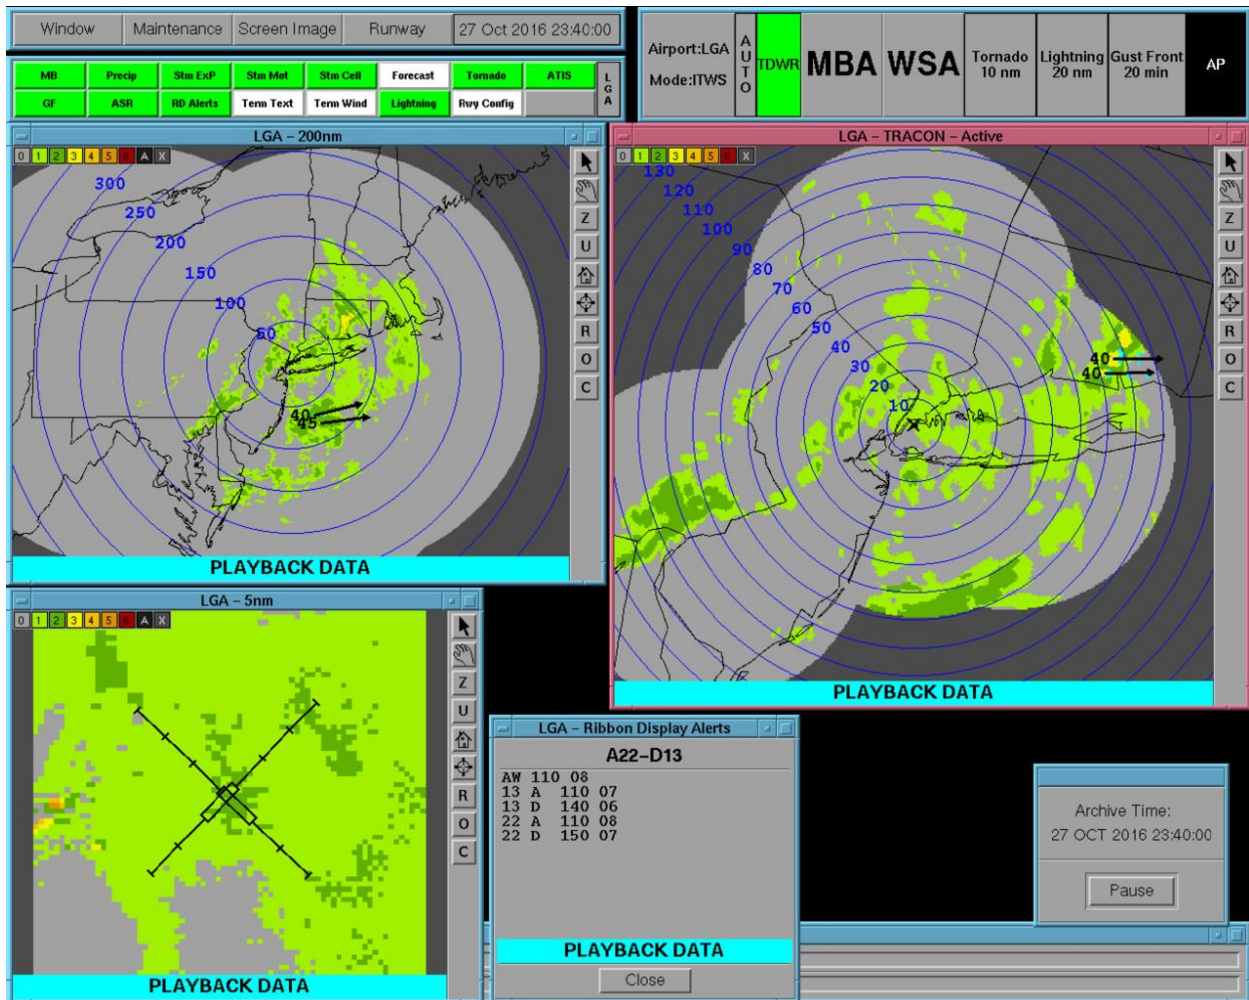 Window Maintenance Screen Image Runway 27 Oct 2016 23:40:00
MB Precip Stm ExP Stm Mot Stm Cell Forecast Tornado ATIS
GF ASR RD Alerts Term Text Term Wind Lightning Rwy Config
LGA
Airport:LGA
Mode:ITWS
AUTO
TDWR
MBA
WSA
Tornado
10 nm
Lightning
20 nm
Gust Front
20 min
AP
LGA - 200nm
0 1 2 3 4 5 6 A X
300
250
200
150
100
50
40
45
Z
U
R
O
C
PLAYBACK DATA
LGA - TRACON - Active
0 1 2 3 4 5 6 X
130
120
110
100
90
80
70
60
50
40
30
20
10
40
40
Z
U
R
O
C
PLAYBACK DATA
LGA - 5nm
0 1 2 3 4 5 6 A X
Z
U
R
O
C
PLAYBACK DATA
LGA - Ribbon Display Alerts
A22-D13
AW 110 08
13 A 110 07
13 D 140 06
22 A 110 08
22 D 150 07
PLAYBACK DATA
Close
Archive Time:
27 OCT 2016 23:40:00
Pause